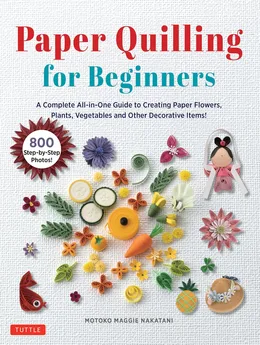 Paper Quilling
for Beginners
A Complete All-in-One Guide to Creating Paper Flowers,
Plants, Vegetables and Other Decorative Items!
800
Step-by-Step
Photos!
MOTOKO MAGGIE NAKATANI
TUTTLE